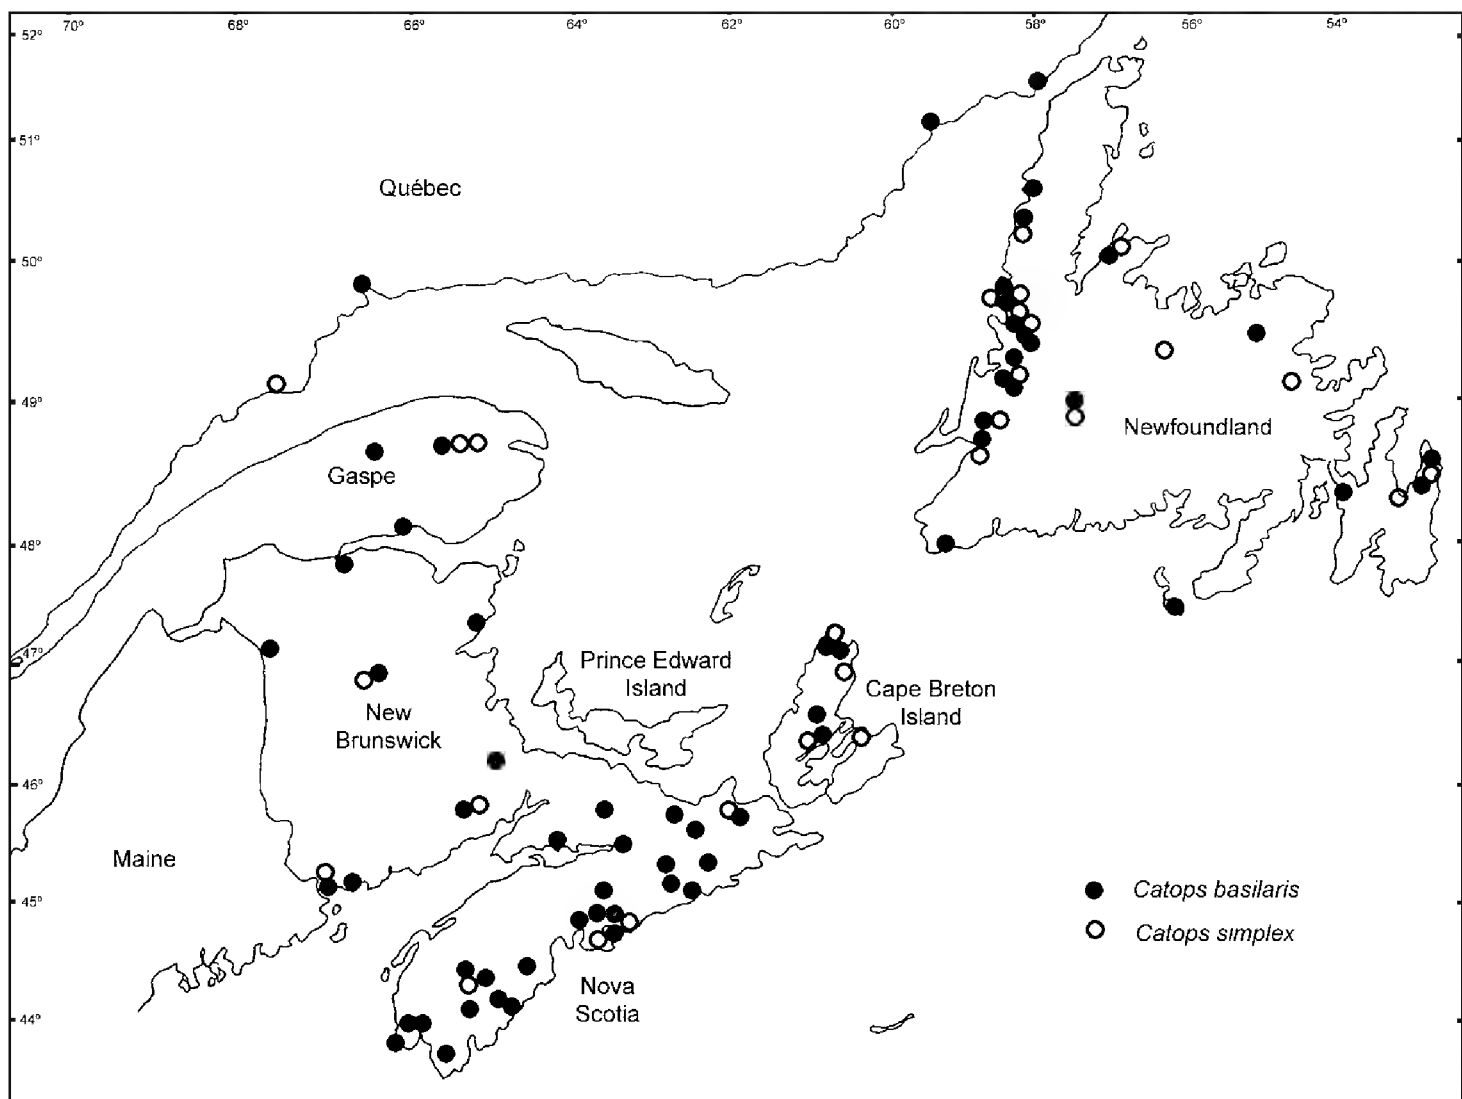 70° 68° 66° 64° 62° 60° 58° 56° 54°
52°
51°
Québec
50°
49°
Newfoundland
Gaspe
48°
47°
Prince Edward
Island
Cape Breton
Island
New
Brunswick
46°
Maine
Catops basilaris
45°
Catops simplex
Nova
Scotia
44°